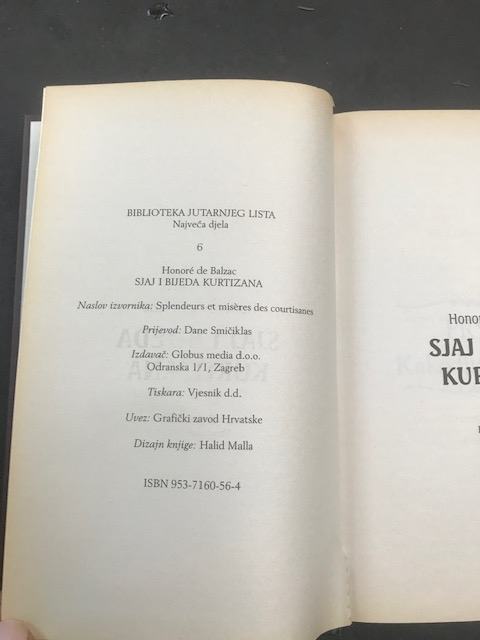 BIBLIOTEKA JUTARNJEG LISTA
Najveća djela
6
Honoré de Balzac
SJAJ I BIJEDA KURTIZANA
Naslov izvornika: Splendeurs et misères des courtisanes
Prijevod: Dane Smičiklas
Izdavač: Globus media d.o.o.
Odranska 1/1, Zagreb
Tiskara: Vjesnik d.d.
Uvez: Grafički zavod Hrvatske
Dizajn knjige: Halid Malla
ISBN 953-7160-56-4
Honor
SJAJ
KUR